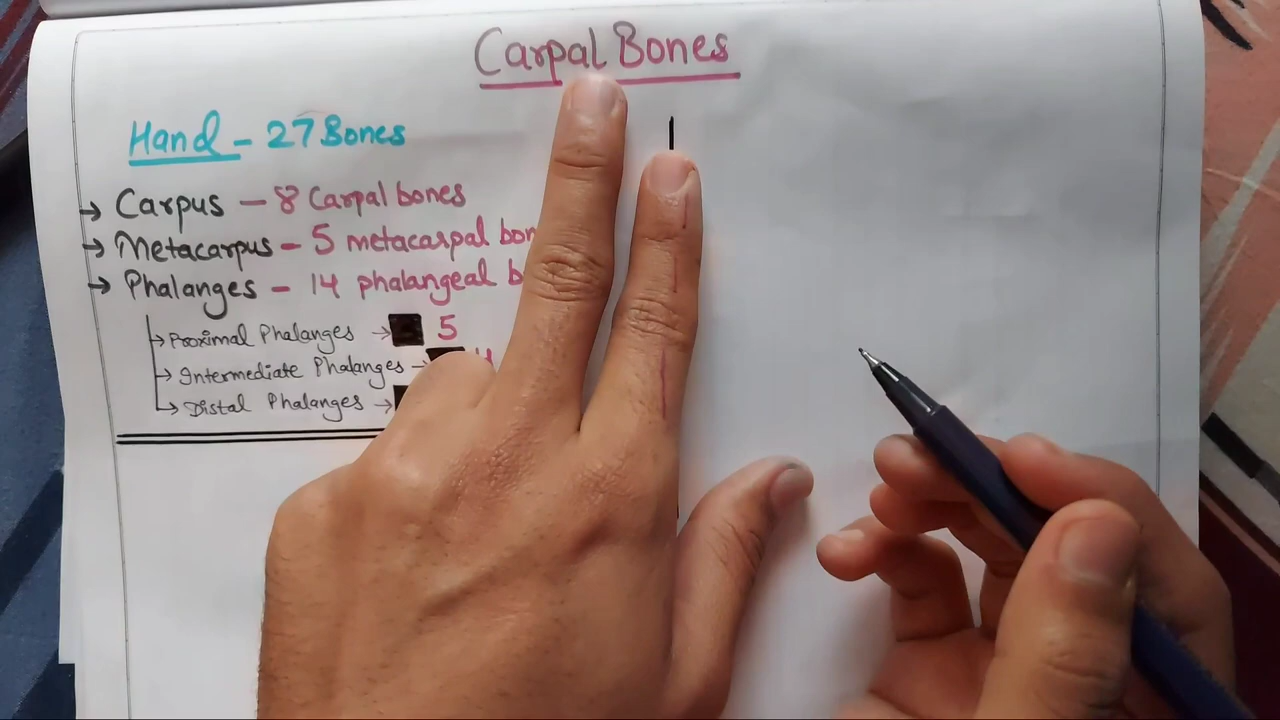 Carpal Bones
Hand - 27 Bones
→ Carpus - 8 Carpal bones
→ Metacarpus - 5 metacarpal
→ Phalanges - 14 phalangeal
→ Proximal Phalanges → 5
→ Intermediate Phalanges -
→ Distal Phalanges →